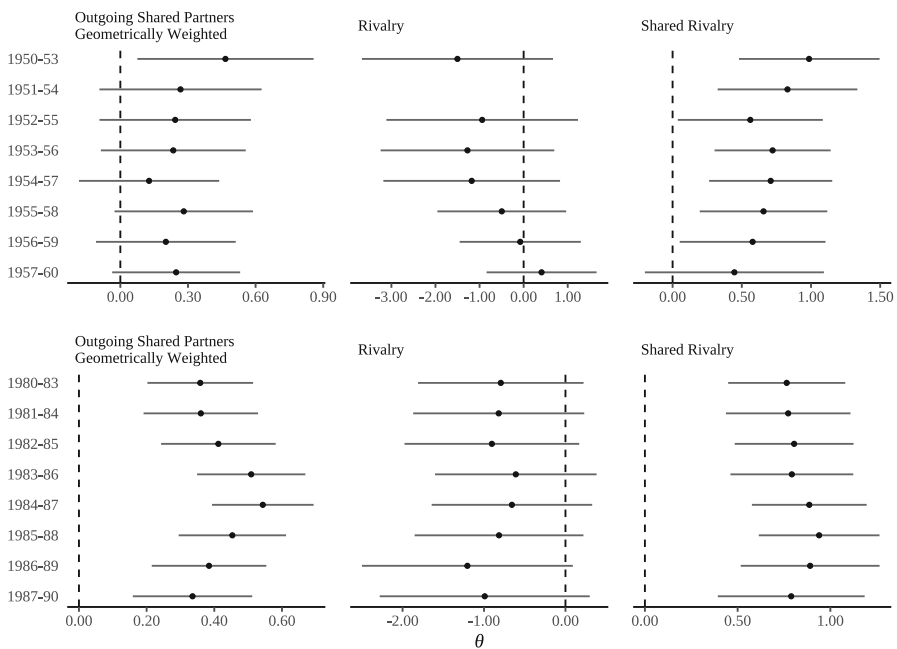 Outgoing Shared Partners
Geometrically Weighted
Rivalry
Shared Rivalry
1950-53
1951-54
1952-55
1953-56
1954-57
1955-58
1956-59
1957-60
0.00 0.30 0.60 0.90
-3.00 -2.00 -1.00 0.00 1.00
0.00 0.50 1.00 1.50
Outgoing Shared Partners
Geometrically Weighted
Rivalry
Shared Rivalry
1980-83
1981-84
1982-85
1983-86
1984-87
1985-88
1986-89
1987-90
0.00 0.20 0.40 0.60
-2.00 -1.00 0.00
0.00 0.50 1.00
θ